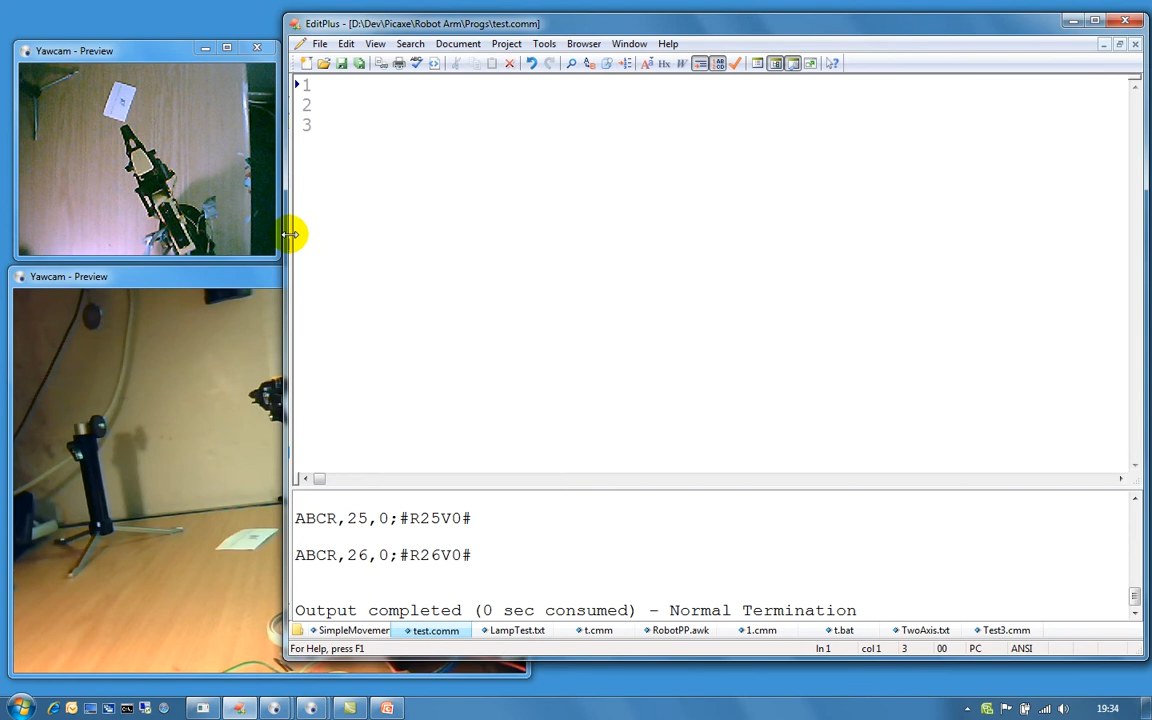 EditPlus - [D:\Dev\Picaxe\Robot Arm\Progs\test.comm]
File Edit View Search Document Project Tools Browser Window Help
Yawcam - Preview
Hx W
1
2
3
Yawcam - Preview
ABCR,25,0;#R25V0#
ABCR,26,0;#R26V0#
Output completed (0 sec consumed) - Normal Termination
SimpleMovemen test.comm LampTest.txt t.cmm RobotPP.awk 1.cmm t.bat TwoAxis.txt Test3.cmm
For Help, press F1 ln 1 col 1 3 00 PC ANSI
19:34